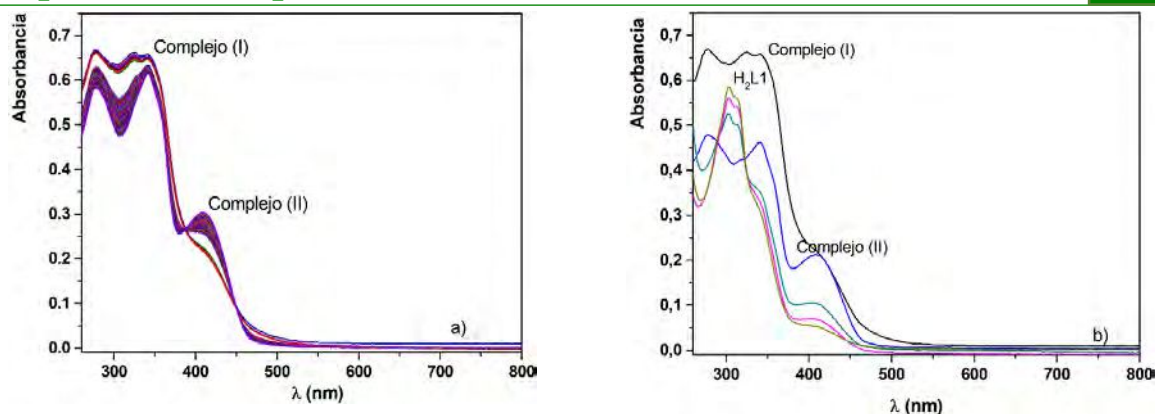 Absorbancia
0.7
0.6
0.5
0.4
0.3
0.2
0.1
0.0
Complejo (I)
Complejo (II)
a)
300 400 500 600 700 800
λ (nm)
Absorbancia
0,7
0,6
0,5
0,4
0,3
0,2
0,1
0,0
Complejo (I)
H₂L1
Complejo (II)
b)
300 400 500 600 700 800
λ (nm)